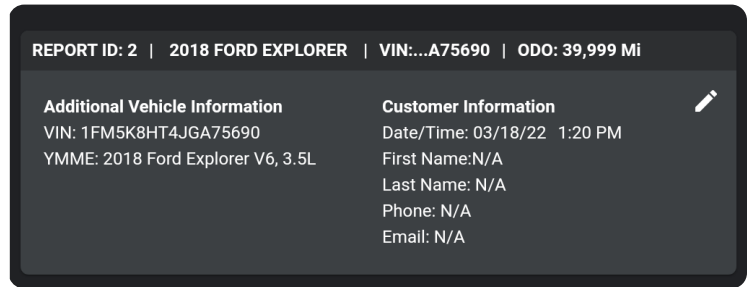 REPORT ID: 2 | 2018 FORD EXPLORER | VIN:...A75690 | ODO: 39,999 Mi
Additional Vehicle Information
VIN: 1FM5K8HT4JGA75690
YMME: 2018 Ford Explorer V6, 3.5L
Customer Information
Date/Time: 03/18/22 1:20 PM
First Name:N/A
Last Name: N/A
Phone: N/A
Email: N/A